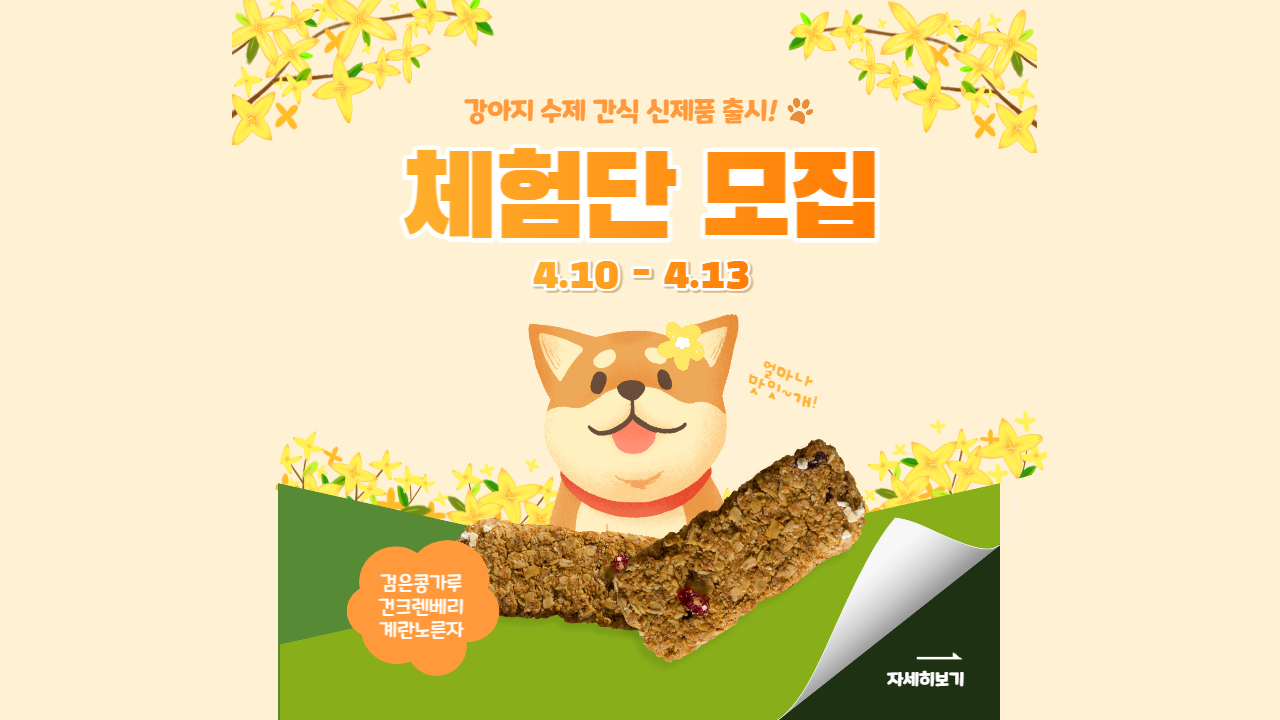 강아지 수제 간식 신제품 출시!
체험단 모집
4.10 - 4.13
얼마나
맛있~개!
검은콩가루
건크렌베리
계란노른자
자세히보기